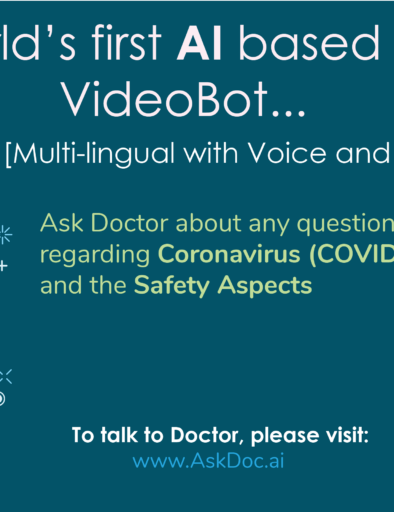 ld's first AI based
VideoBot...
[Multi-lingual with Voice and
Ask Doctor about any question
regarding Coronavirus (COVID
and the Safety Aspects
To talk to Doctor, please visit:
www.AskDoc.ai